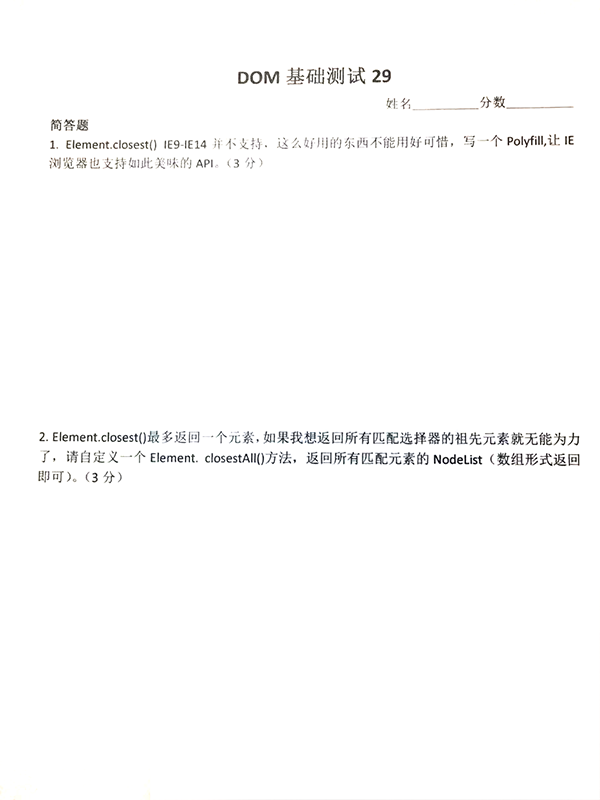 DOM 基础测试 29
姓名__________分数__________
简答题
1. Element.closest() IE9-IE14 并不支持，这么好用的东西不能用好可惜，写一个 Polyfill,让 IE
浏览器也支持如此美味的 API。（3 分）
2. Element.closest()最多返回一个元素，如果我想返回所有匹配选择器的祖先元素就无能为力
了，请自定义一个 Element. closestAll()方法，返回所有匹配元素的 NodeList（数组形式返回
即可）。（3 分）